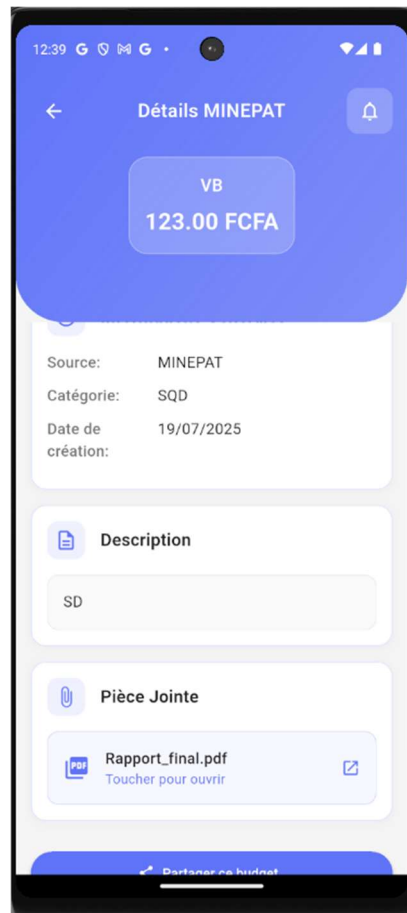 12:39 G G
Détails MINEPAT
VB
123.00 FCFA
Source: MINEPAT
Catégorie: SQD
Date de création: 19/07/2025
Description
SD
Pièce Jointe
PDF
Rapport_final.pdf
Toucher pour ouvrir
Partager ce budget